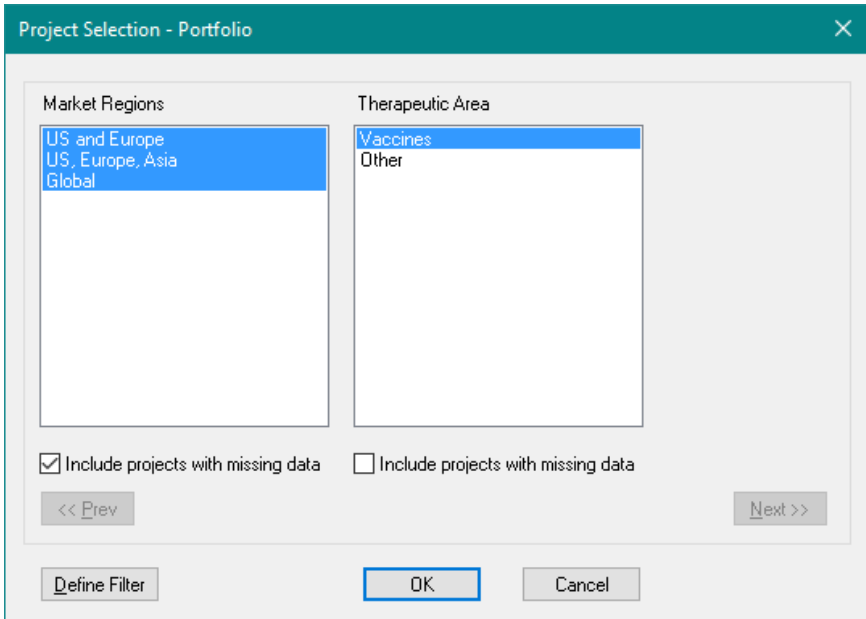 Project Selection - Portfolio
Market Regions
Therapeutic Area
US and Europe
US, Europe, Asia
Global
Vaccines
Other
Include projects with missing data
Include projects with missing data
<< Prev
Next >>
Define Filter
OK
Cancel